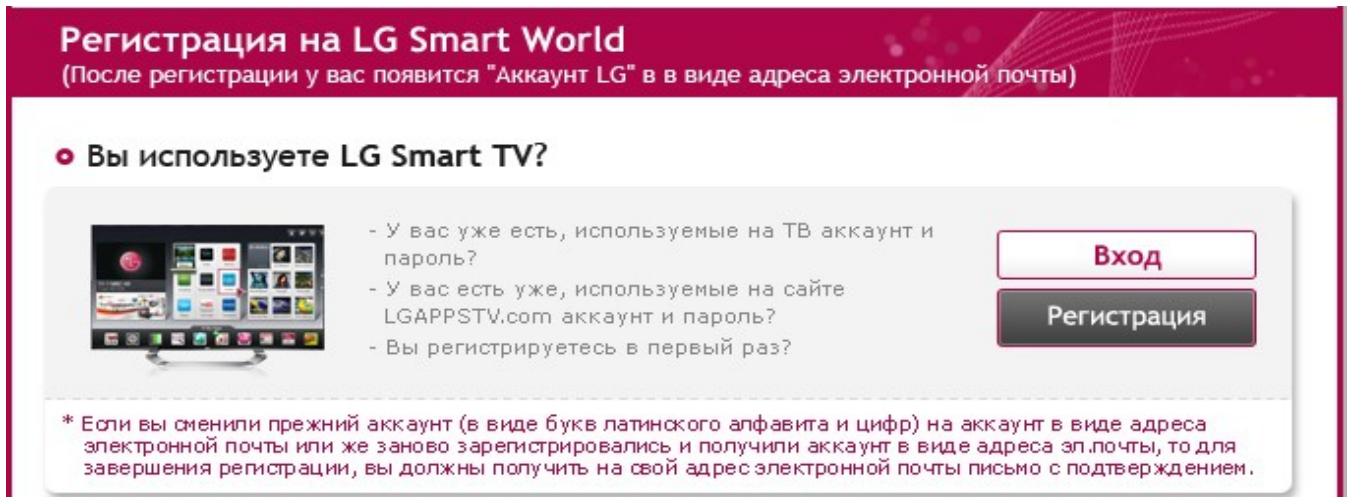 Регистрация на LG Smart World
(После регистрации у вас появится "Аккаунт LG" в в виде адреса электронной почты)
Вы используете LG Smart TV?
- У вас уже есть, используемые на ТВ аккаунт и
пароль?
- У вас есть уже, используемые на сайте
LGAPPSTV.com аккаунт и пароль?
- Вы регистрируетесь в первый раз?
Вход
Регистрация
* Если вы сменили прежний аккаунт (в виде букв латинского алфавита и цифр) на аккаунт в виде адреса
электронной почты или же заново зарегистрировались и получили аккаунт в виде адреса эл.почты, то для
завершения регистрации, вы должны получить на свой адрес электронной почты письмо с подтверждением.